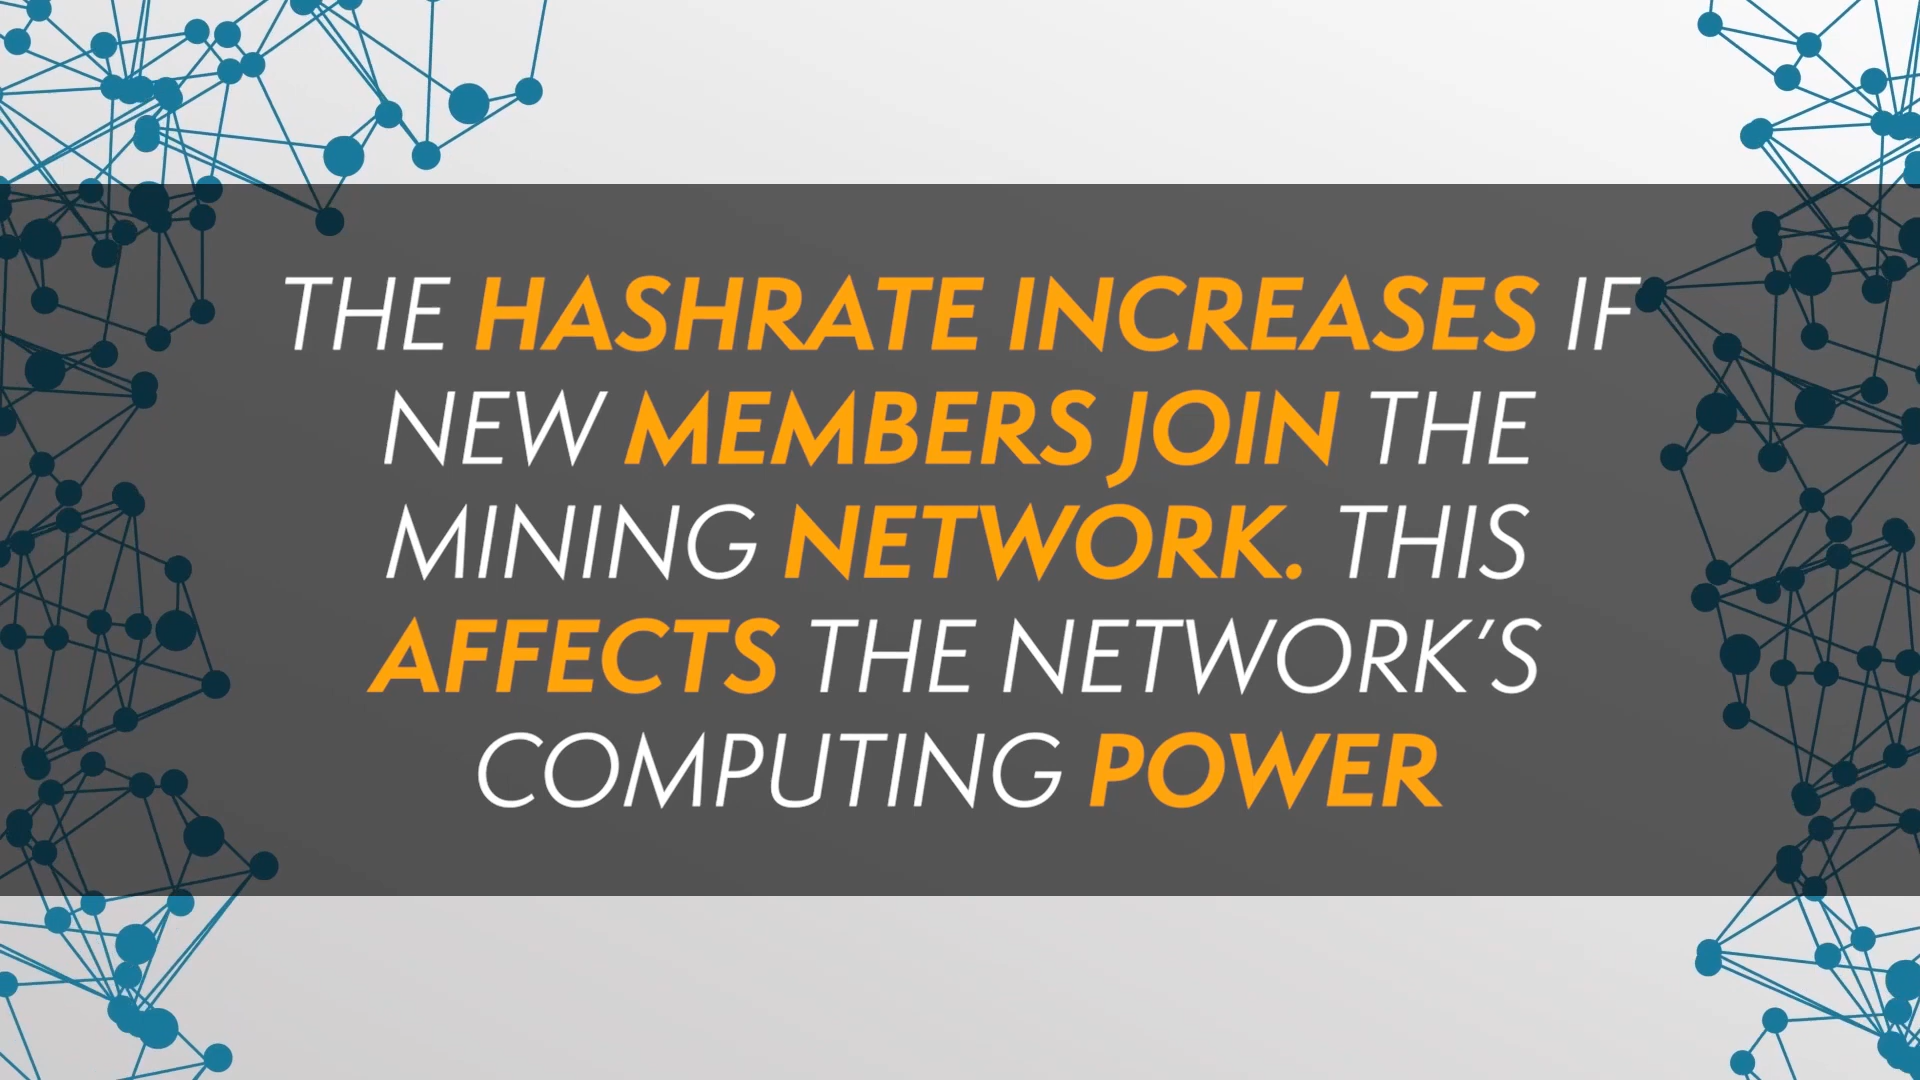 THE HASHRATE INCREASES IF
NEW MEMBERS JOIN THE
MINING NETWORK. THIS
AFFECTS THE NETWORK’S
COMPUTING POWER